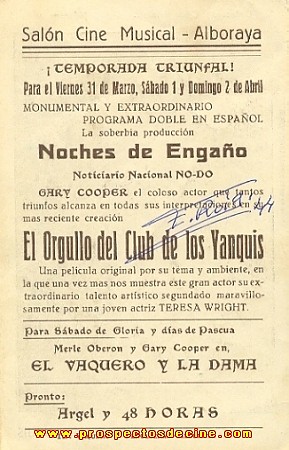 Salón Cine Musical - Alboraya
¡TEMPORADA TRIUNFAL!
Para el Viernes 31 de Marzo, Sábado 1 y Domingo 2 de Abril
MONUMENTAL Y EXTRAORDINARIO
PROGRAMA DOBLE EN ESPAÑOL
La soberbia producción
Noches de Engaño
Noticiario Nacional NO-DO
GARY COOPER el coloso actor que tantos
triunfos alcanza en todas sus interpretaciones en su
mas reciente creación
El Orgullo del Club de los Yanquis
Una película original por su tema y ambiente, en
la que una vez mas nos muestra este gran actor su ex-
traordinario talento artístico segundado maravillo-
samente por una joven actriz TERESA WRIGHT.
Para Sábado de Gloria y días de Pascua
Merle Oberon y Gary Cooper en,
EL VAQUERO Y LA DAMA
Pronto:
Argel y 48 HORAS
www.prospectosdecine.com